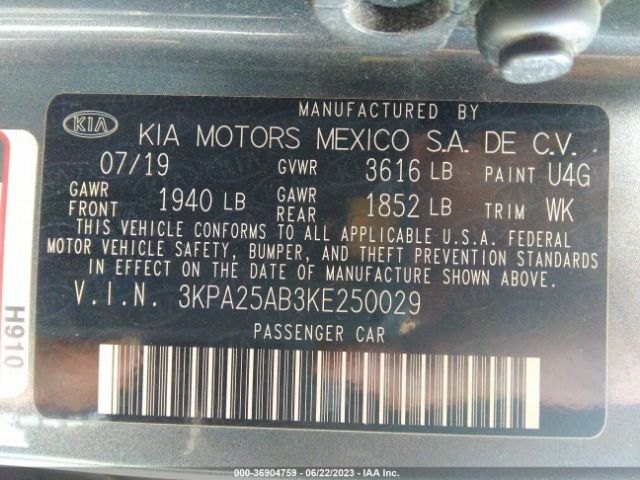 MANUFACTURED BY
KIA KIA MOTORS MEXICO S.A. DE C.V.
07/19 GVWR 3616 LB PAINT U4G
GAWR FRONT 1940 LB GAWR REAR 1852 LB TRIM WK
THIS VEHICLE CONFORMS TO ALL APPLICABLE U.S.A. FEDERAL
MOTOR VEHICLE SAFETY, BUMPER, AND THEFT PREVENTION STANDARDS
IN EFFECT ON THE DATE OF MANUFACTURE SHOWN ABOVE.
V.I.N. 3KPA25AB3KE250029
PASSENGER CAR
H910
000-36904759 - 06/22/2023 - IAA Inc.